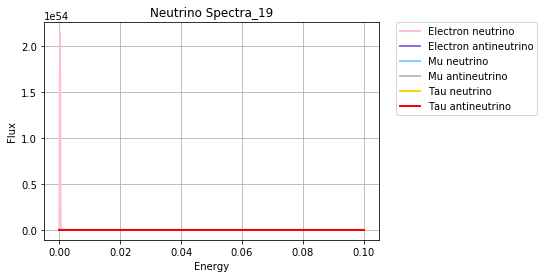 Neutrino Spectra_19
1e54
2.0
1.5
1.0
0.5
0.0
Flux
0.00 0.02 0.04 0.06 0.08 0.10
Energy
Electron neutrino
Electron antineutrino
Mu neutrino
Mu antineutrino
Tau neutrino
Tau antineutrino